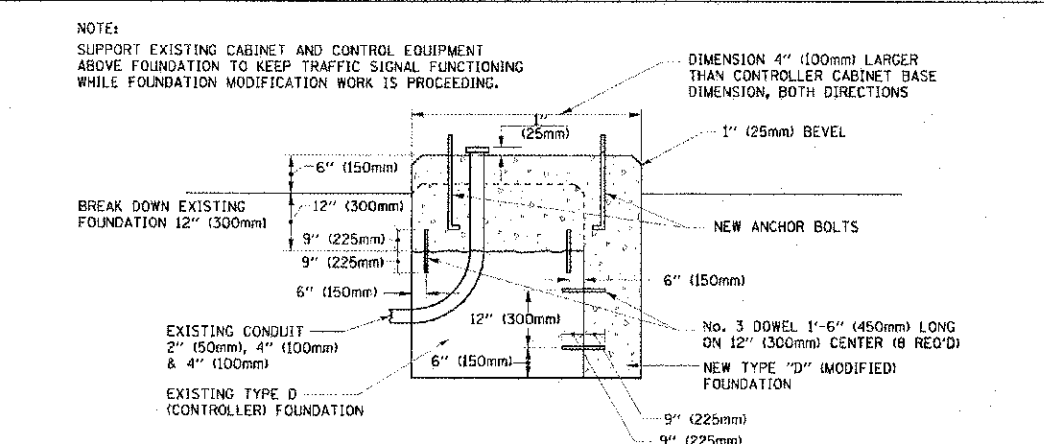 NOTE:
SUPPORT EXISTING CABINET AND CONTROL EQUIPMENT
ABOVE FOUNDATION TO KEEP TRAFFIC SIGNAL FUNCTIONING
WHILE FOUNDATION MODIFICATION WORK IS PROCEEDING.
DIMENSION 4" (100mm) LARGER
THAN CONTROLLER CABINET BASE
DIMENSION, BOTH DIRECTIONS
1"
(25mm)
1" (25mm) BEVEL
6" (150mm)
BREAK DOWN EXISTING
FOUNDATION 12" (300mm)
12" (300mm)
NEW ANCHOR BOLTS
9" (225mm)
9" (225mm)
6" (150mm)
6" (150mm)
12" (300mm)
EXISTING CONDUIT
2" (50mm), 4" (100mm)
& 4" (100mm)
No. 3 DOWEL 1'-6" (450mm) LONG
ON 12" (300mm) CENTER (8 REQ'D)
6" (150mm)
NEW TYPE "D" (MODIFIED)
FOUNDATION
EXISTING TYPE D
(CONTROLLER) FOUNDATION
9" (225mm)
9" (225mm)